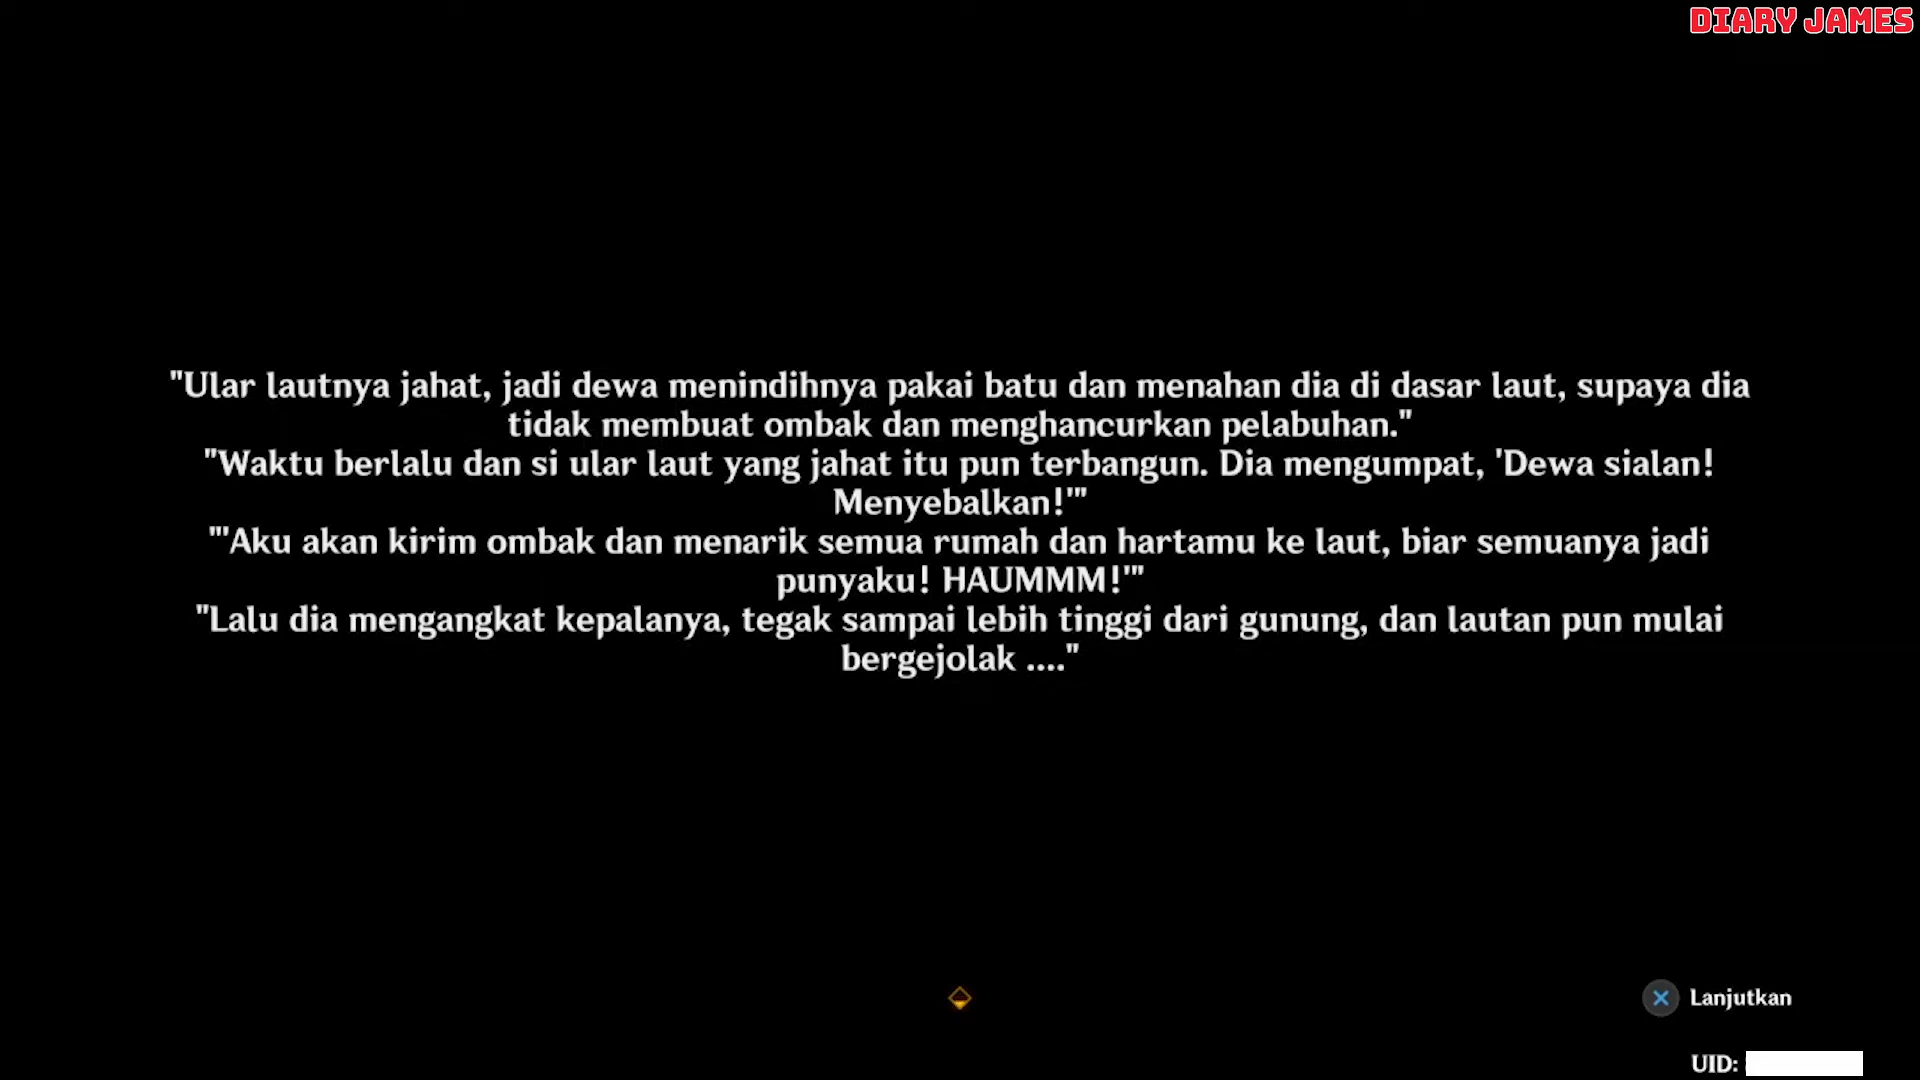 DIARY JAMES
"Ular lautnya jahat, jadi dewa menindihnya pakai batu dan menahan dia di dasar laut, supaya dia
tidak membuat ombak dan menghancurkan pelabuhan."
"Waktu berlalu dan si ular laut yang jahat itu pun terbangun. Dia mengumpat, 'Dewa sialan!
Menyebalkan!'"
"'Aku akan kirim ombak dan menarik semua rumah dan hartamu ke laut, biar semuanya jadi
punyaku! HAUMMM!'"
"Lalu dia mengangkat kepalanya, tegak sampai lebih tinggi dari gunung, dan lautan pun mulai
bergejolak ...."
Lanjutkan
UID: